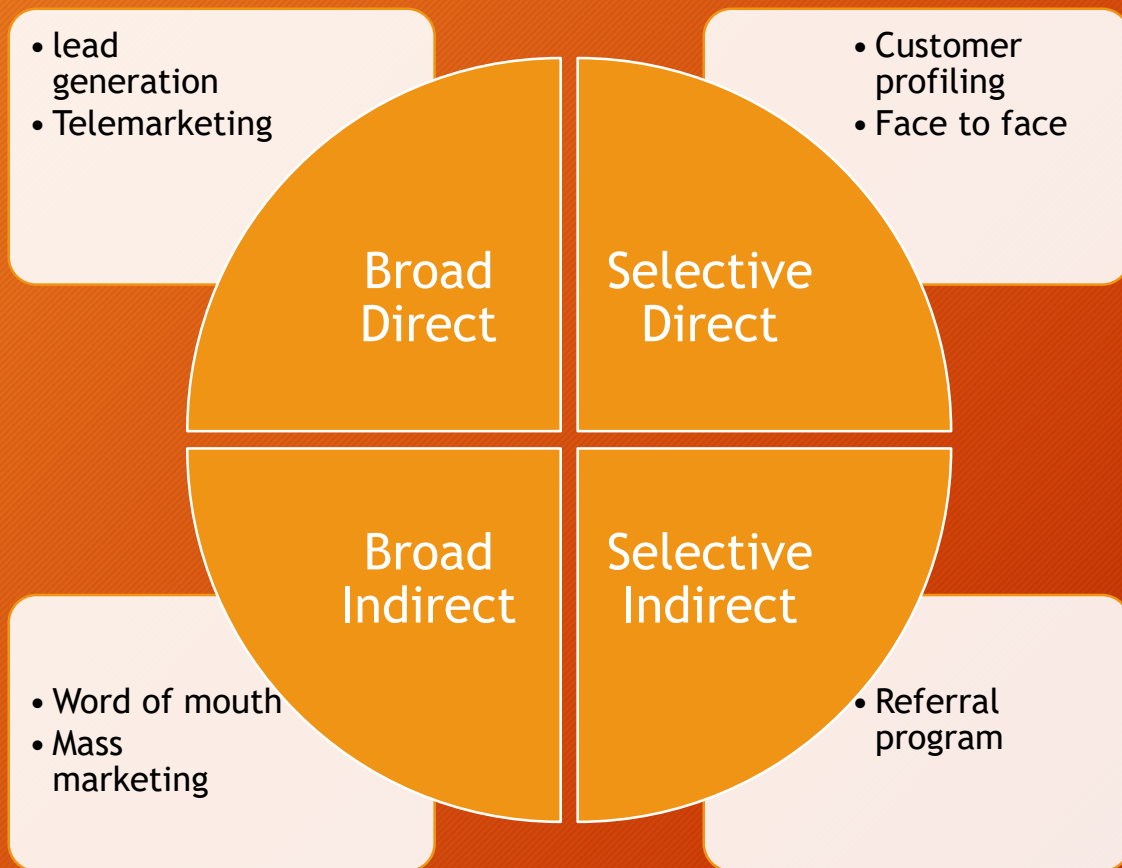 • lead
generation
• Telemarketing
• Customer
profiling
• Face to face
Broad
Direct
Selective
Direct
Broad
Indirect
Selective
Indirect
• Word of mouth
• Mass
marketing
• Referral
program